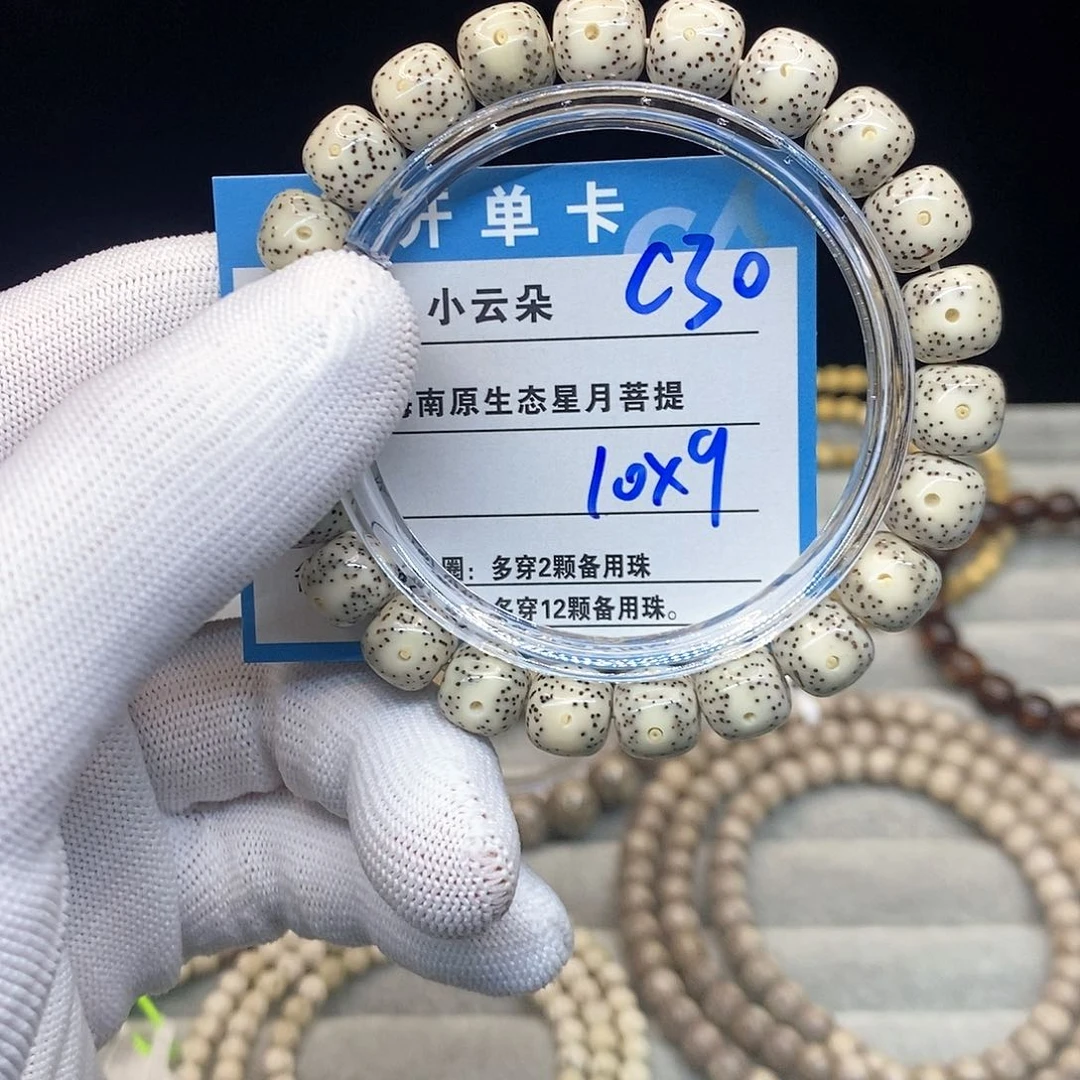 开单卡
小云朵 C30
南原生态星月菩提
10X9
圈：多穿2颗备用珠
多穿12颗备用珠。